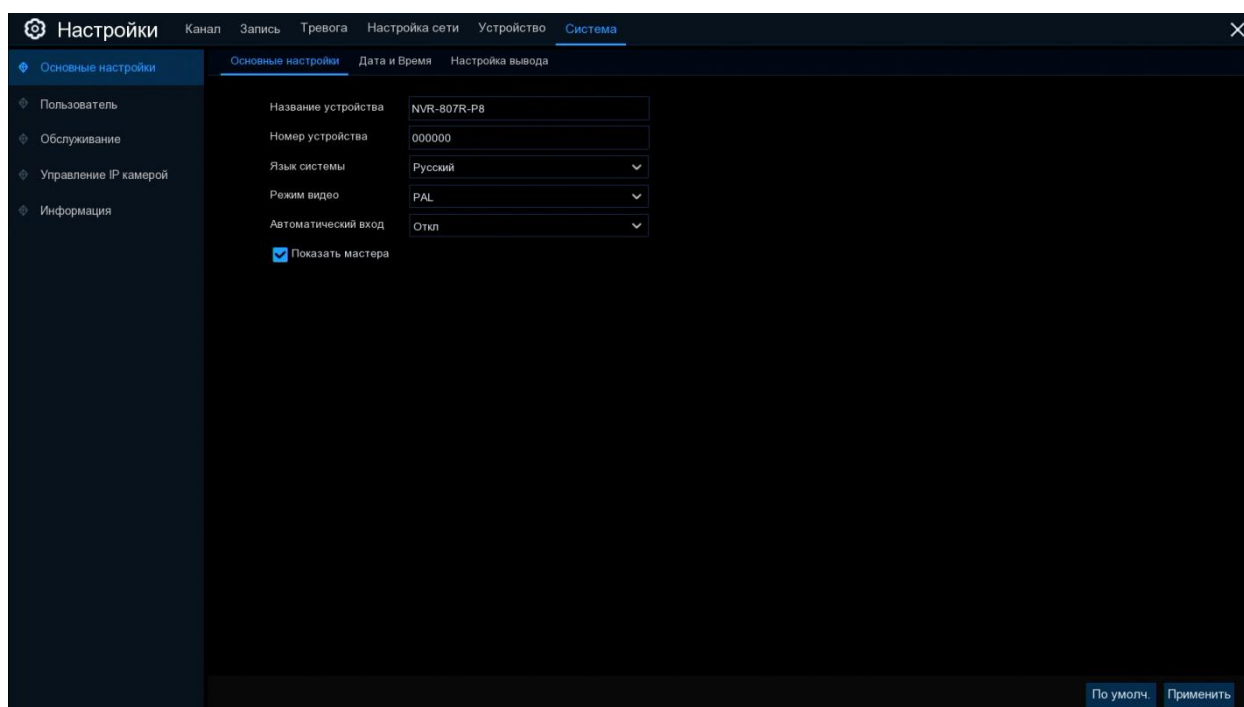 Настройки Канал Запись Тревога Настройка сети Устройство Система
Основные настройки
Пользователь
Обслуживание
Управление IP камерой
Информация
Основные настройки Дата и Время Настройка вывода
Название устройства NVR-807R-P8
Номер устройства 000000
Язык системы Русский
Режим видео PAL
Автоматический вход Откл
Показать мастера
По умолч. Применить